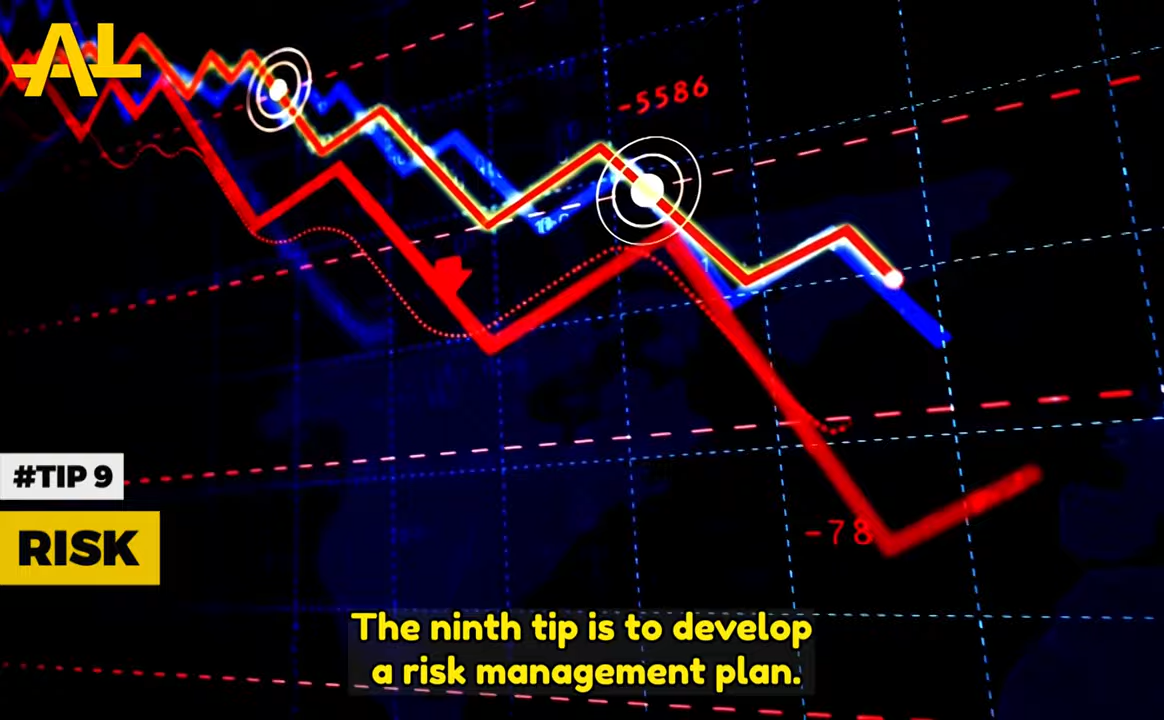 AL
-5586
#TIP 9
RISK
-78
The ninth tip is to develop
a risk management plan.